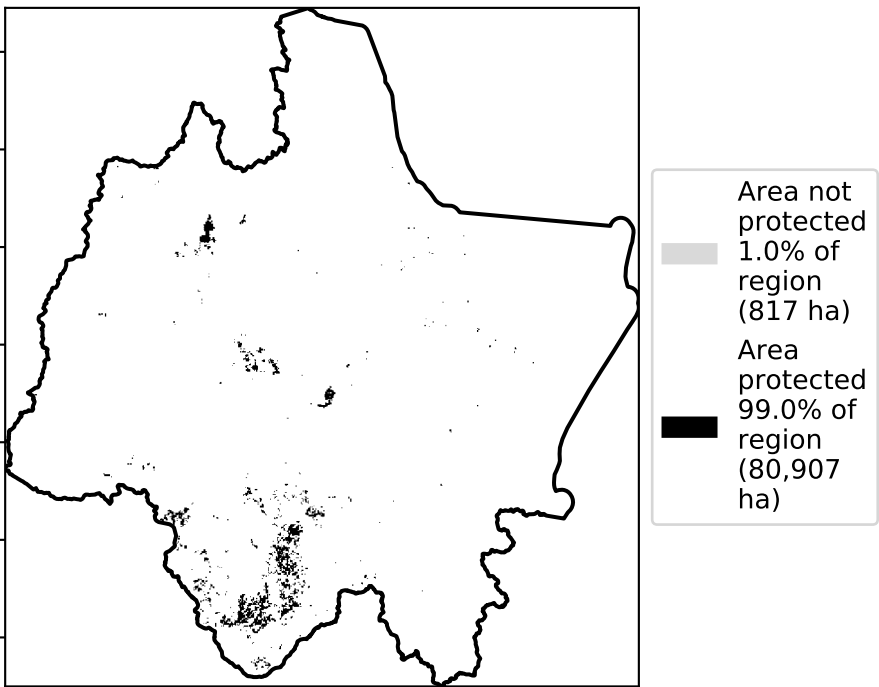 Area not
protected
1.0% of
region
(817 ha)
Area
protected
99.0% of
region
(80,907
ha)